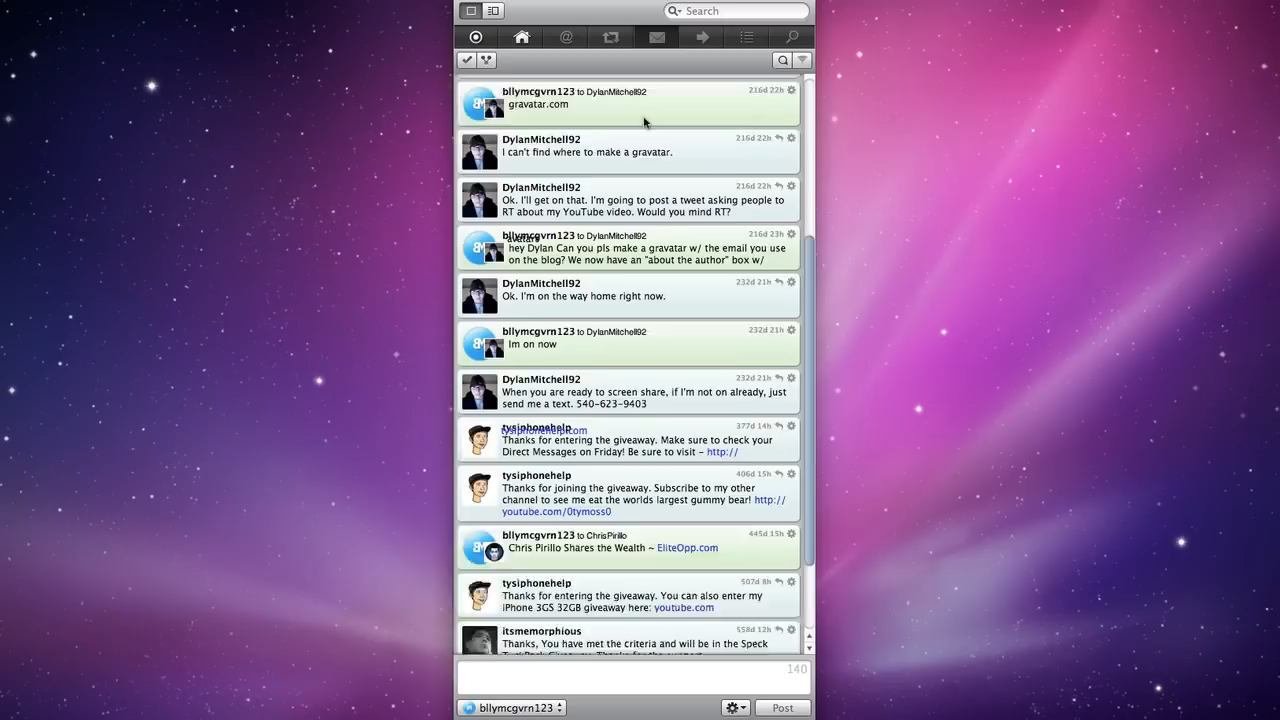 Search
bllymcgvrn123 to DylanMitchell92 216d 22h
gravatar.com
DylanMitchell92 216d 22h
I can't find where to make a gravatar.
DylanMitchell92 216d 22h
Ok. I'll get on that. I'm going to post a tweet asking people to
RT about my YouTube video. Would you mind RT?
bllymcgvrn123 to DylanMitchell92 216d 23h
avatars
hey Dylan Can you pls make a gravatar w/ the email you use
on the blog? We now have an "about the author" box w/
DylanMitchell92 232d 21h
Ok. I'm on the way home right now.
bllymcgvrn123 to DylanMitchell92 232d 21h
Im on now
DylanMitchell92 232d 21h
When you are ready to screen share, if I'm not on already, just
send me a text. 540-623-9403
tysiphonehelp 377d 14h
tysiphonehelp.com
Thanks for entering the giveaway. Make sure to check your
Direct Messages on Friday! Be sure to visit - http://
tysiphonehelp 406d 15h
Thanks for joining the giveaway. Subscribe to my other
channel to see me eat the worlds largest gummy bear! http://
youtube.com/0tymoss0
bllymcgvrn123 to ChrisPirillo 445d 15h
Chris Pirillo Shares the Wealth ~ EliteOpp.com
tysiphonehelp 507d 8h
Thanks for entering the giveaway. You can also enter my
iPhone 3GS 32GB giveaway here: youtube.com
itsmemorphious 558d 12h
Thanks, You have met the criteria and will be in the Speck
140
bllymcgvrn123 Post